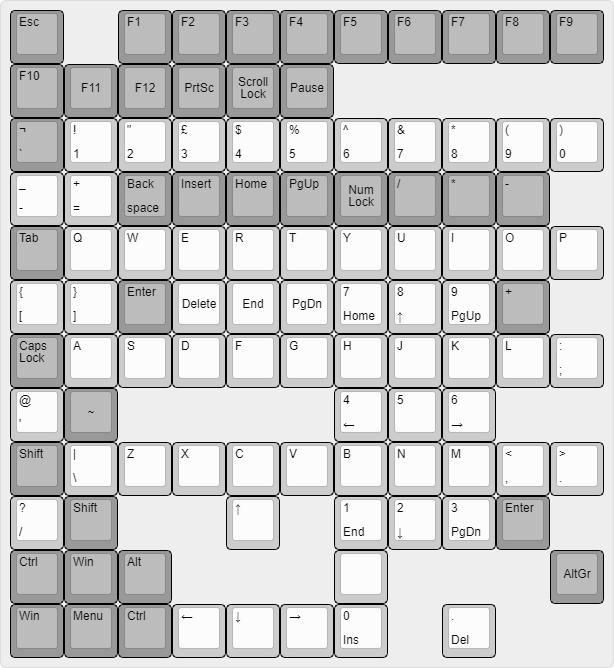 Esc F1 F2 F3 F4 F5 F6 F7 F8 F9
F10 F11 F12 PrtSc Scroll Lock Pause
¬ ! " £ $ % ^ & * ( )
` 1 2 3 4 5 6 7 8 9 0
_ + Back Insert Home PgUp Num Lock / * -
- = space
Tab Q W E R T Y U I O P
{ } Enter Delete End PgDn 7 8 9 +
[ ] Home ↑ PgUp
Caps Lock A S D F G H J K L :
;
@ ~ 4 5 6
' ← →
Shift | Z X C V B N M < >
\ , .
? Shift ↑ 1 2 3 Enter
/ End ↓ PgDn
Ctrl Win Alt AltGr
Win Menu Ctrl ← ↓ → 0 .
Ins Del